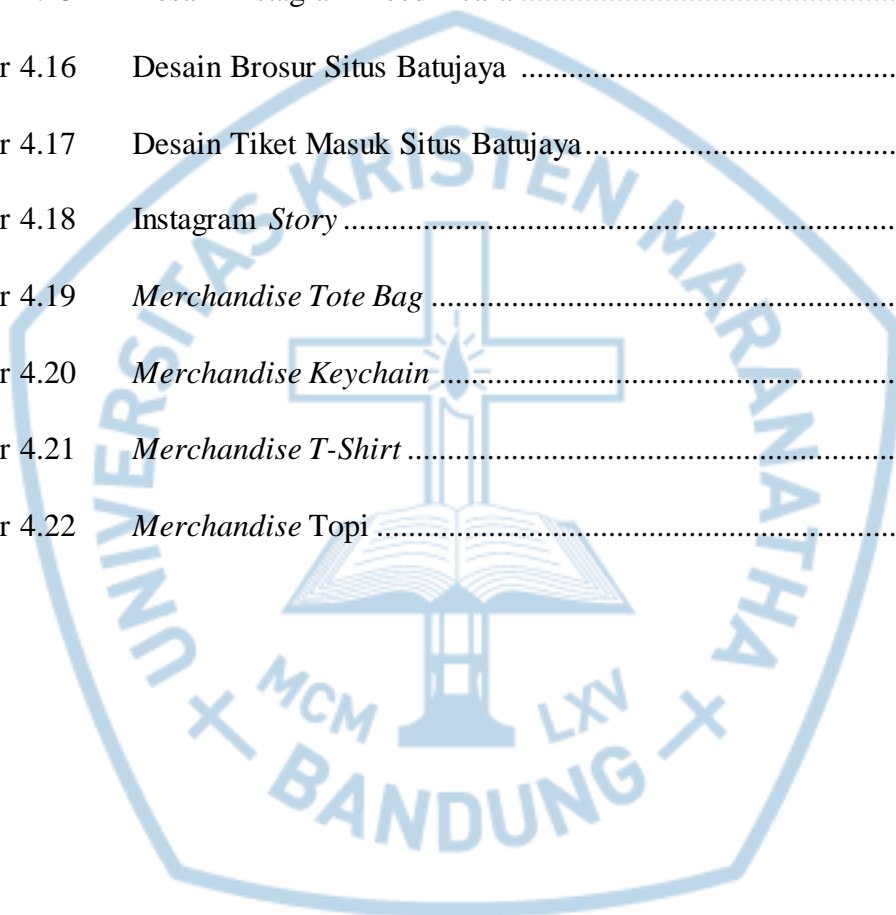 r 4.16 Desain Brosur Situs Batujaya ................................................
r 4.17 Desain Tiket Masuk Situs Batujaya........................................
r 4.18 Instagram Story ......................................................................
r 4.19 Merchandise Tote Bag ...........................................................
r 4.20 Merchandise Keychain ..........................................................
r 4.21 Merchandise T-Shirt ..............................................................
r 4.22 Merchandise Topi ..................................................................
UNIVERSITAS KRISTEN MARANATHA
MCM LXV
BANDUNG